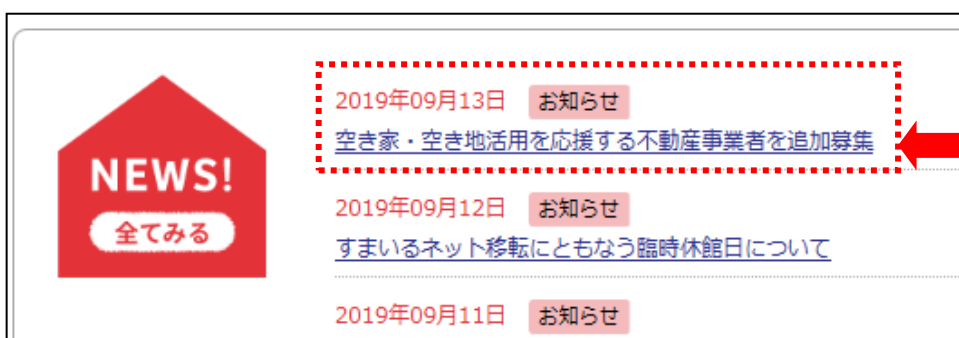 NEWS!
全てみる
2019年09月13日 お知らせ
空き家・空き地活用を応援する不動産事業者を追加募集
2019年09月12日 お知らせ
すまいるネット移転にともなう臨時休館日について
2019年09月11日 お知らせ